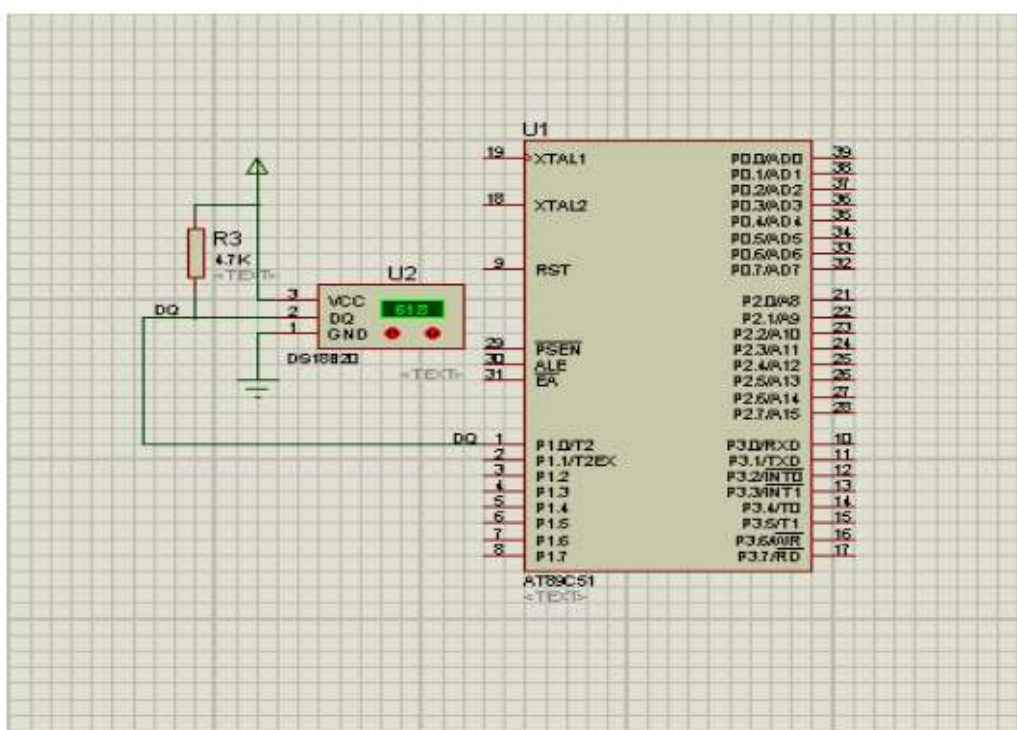 U1
19
XTAL1
18
XTAL2
9
RST
29
PSEN
30
ALE
31
EA
1
P1.0/T2
2
P1.1/T2EX
3
P1.2
4
P1.3
5
P1.4
6
P1.5
7
P1.6
8
P1.7
P0.0/AD0
39
P0.1/AD1
38
P0.2/AD2
37
P0.3/AD3
36
P0.4/AD4
35
P0.5/AD5
34
P0.6/AD6
33
P0.7/AD7
32
P2.0/A8
21
P2.1/A9
22
P2.2/A10
23
P2.3/A11
24
P2.4/A12
25
P2.5/A13
26
P2.6/A14
27
P2.7/A15
28
P3.0/RXD
10
P3.1/TXD
11
P3.2/INT0
12
P3.3/INT1
13
P3.4/T0
14
P3.5/T1
15
P3.6/WR
16
P3.7/RD
17
AT89C51
<TEXT>
R3
4.7K
<TEXT>
U2
3
VCC
2
DQ
1
GND
61.8
DS18B20
<TEXT>
DQ
DQ